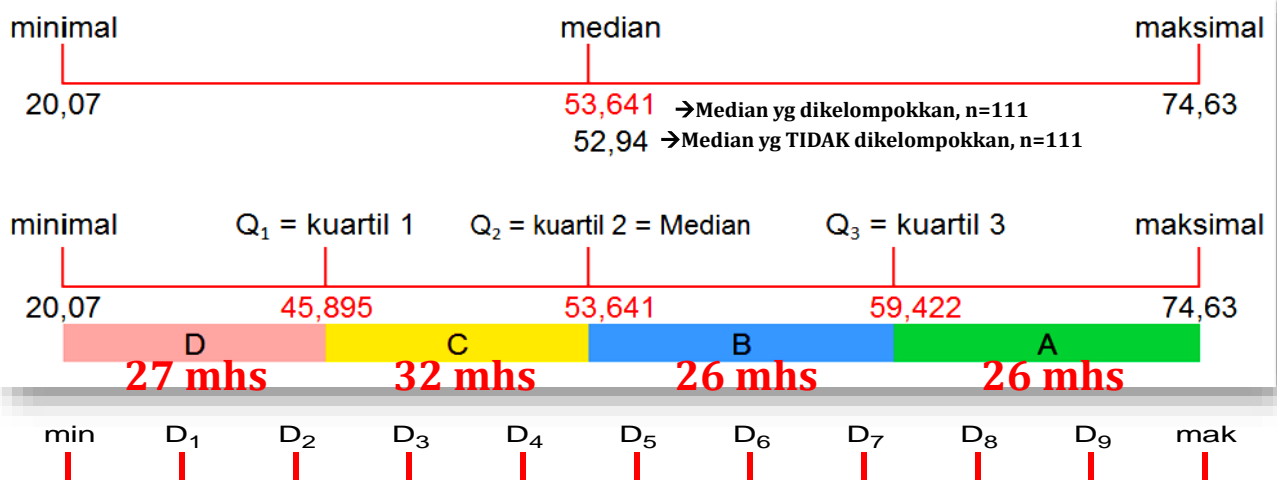 minimal median maksimal
20,07 53,641 →Median yg dikelompokkan, n=111 74,63
52,94 →Median yg TIDAK dikelompokkan, n=111
minimal Q₁ = kuartil 1 Q₂ = kuartil 2 = Median Q₃ = kuartil 3 maksimal
20,07 45,895 53,641 59,422 74,63
D C B A
27 mhs 32 mhs 26 mhs 26 mhs
min D₁ D₂ D₃ D₄ D₅ D₆ D₇ D₈ D₉ mak